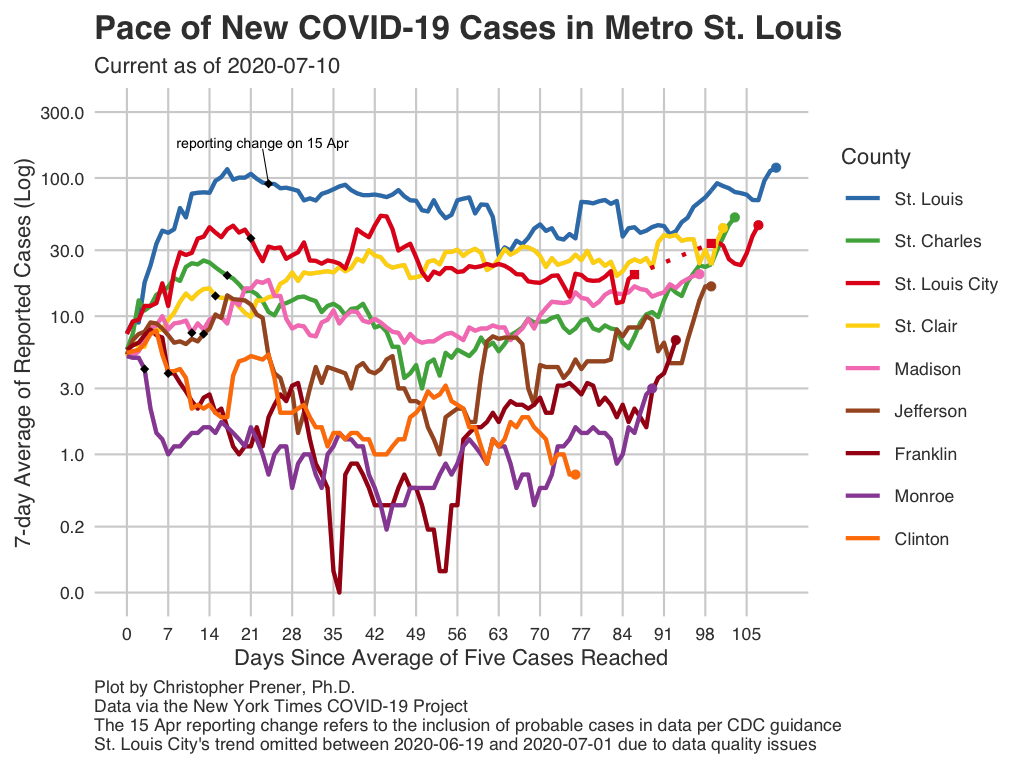 Pace of New COVID-19 Cases in Metro St. Louis
Current as of 2020-07-10
7-day Average of Reported Cases (Log)
300.0
100.0
30.0
10.0
3.0
1.0
0.2
0.0
reporting change on 15 Apr
0 7 14 21 28 35 42 49 56 63 70 77 84 91 98 105
Days Since Average of Five Cases Reached
County
St. Louis
St. Charles
St. Louis City
St. Clair
Madison
Jefferson
Franklin
Monroe
Clinton
Plot by Christopher Prener, Ph.D.
Data via the New York Times COVID-19 Project
The 15 Apr reporting change refers to the inclusion of probable cases in data per CDC guidance
St. Louis City's trend omitted between 2020-06-19 and 2020-07-01 due to data quality issues